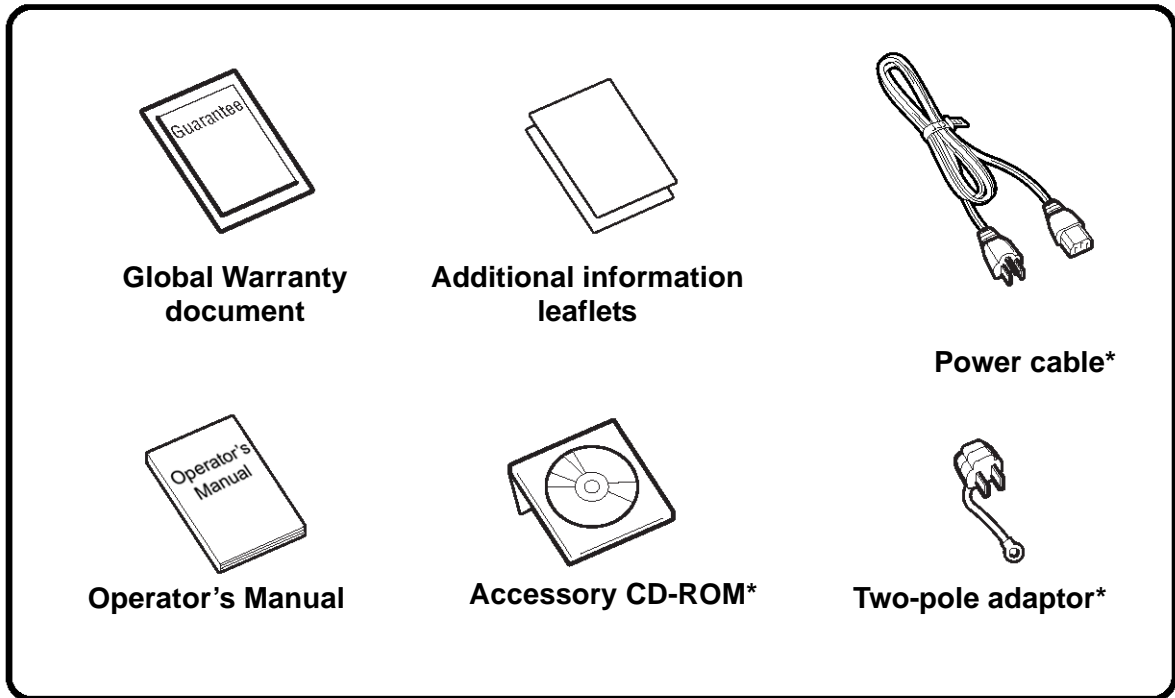 Guarantee
Global Warranty
document
Additional information
leaflets
Power cable*
Operator's
Manual
Operator's Manual
Accessory CD-ROM*
Two-pole adaptor*